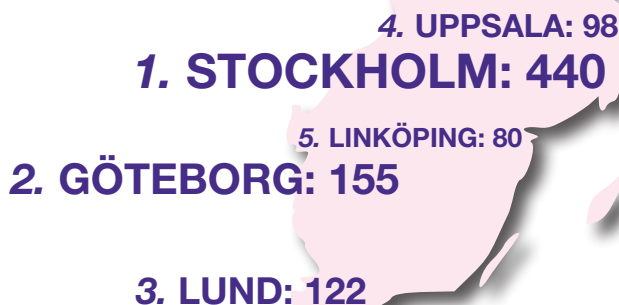 4. UPPSALA: 98
1. STOCKHOLM: 440
5. LINKÖPING: 80
2. GÖTEBORG: 155
3. LUND: 122